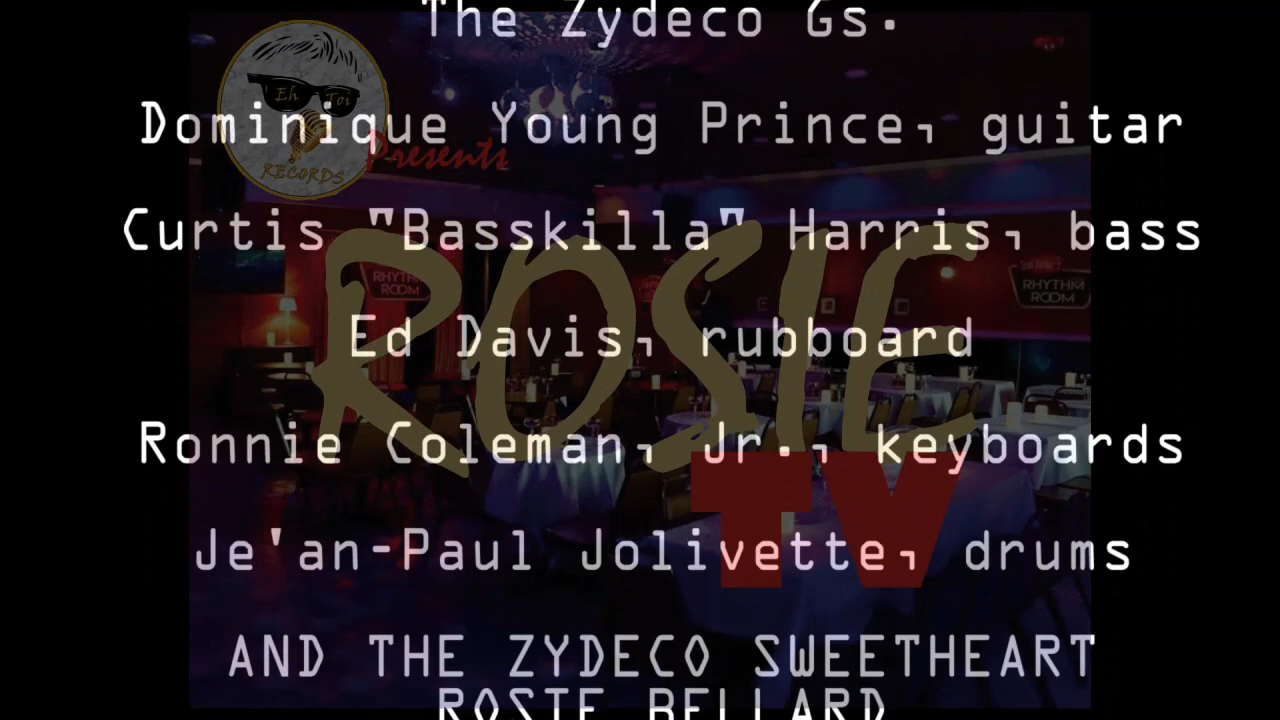 The Zydeco Gs.
Eh Toi
RECORDS
Presents
Dominique Young Prince, guitar
Curtis "Basskilla" Harris, bass
ROSIE
RHYTHM
ROOM
RHYTHM
ROOM
Ed Davis, rubboard
Ronnie Coleman, Jr., keyboards
TV
Je'an-Paul Jolivette, drums
AND THE ZYDECO SWEETHEART
ROSIE BELLARD